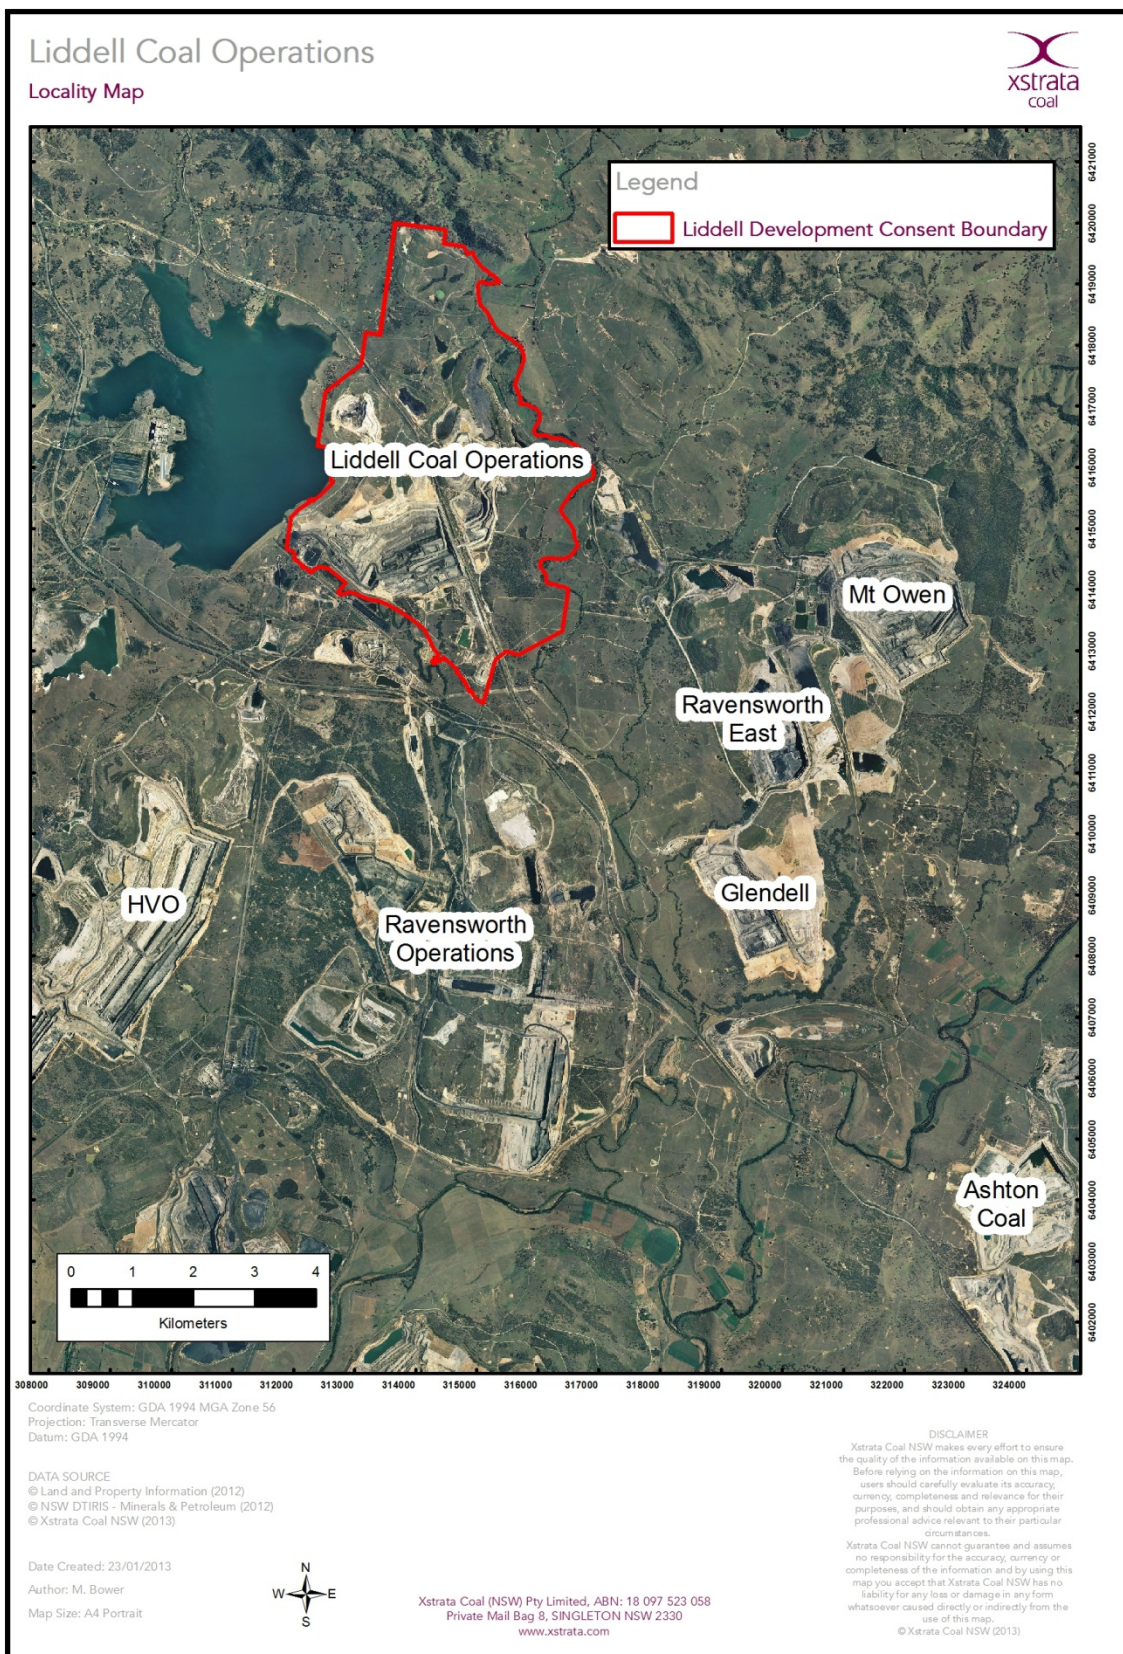 Liddell Coal Operations
Locality Map
xstrata
coal
Legend
Liddell Development Consent Boundary
6421000
6420000
6419000
6418000
6417000
6416000
6415000
6414000
6413000
6412000
6411000
6410000
6409000
6408000
6407000
6406000
6405000
6404000
6403000
6402000
Liddell Coal Operations
Mt Owen
Ravensworth
East
Glendell
HVO
Ravensworth
Operations
Ashton
Coal
0 1 2 3 4
Kilometers
308000 309000 310000 311000 312000 313000 314000 315000 316000 317000 318000 319000 320000 321000 322000 323000 324000
Coordinate System: GDA 1994 MGA Zone 56
Projection: Transverse Mercator
Datum: GDA 1994
DATA SOURCE
© Land and Property Information (2012)
© NSW DTIRIS - Minerals & Petroleum (2012)
© Xstrata Coal NSW (2013)
Date Created: 23/01/2013
Author: M. Bower
Map Size: A4 Portrait
N
W E
S
Xstrata Coal (NSW) Pty Limited, ABN: 18 097 523 058
Private Mail Bag 8, SINGLETON NSW 2330
www.xstrata.com
DISCLAIMER
Xstrata Coal NSW makes every effort to ensure
the quality of the information available on this map.
Before relying on the information on this map,
users should carefully evaluate its accuracy,
currency, completeness and relevance for their
purposes, and should obtain any appropriate
professional advice relevant to their particular
circumstances.
Xstrata Coal NSW cannot guarantee and assumes
no responsibility for the accuracy, currency or
completeness of the information and by using this
map you accept that Xstrata Coal NSW has no
liability for any loss or damage in any form
whatsoever caused directly or indirectly from the
use of this map.
© Xstrata Coal NSW (2013)